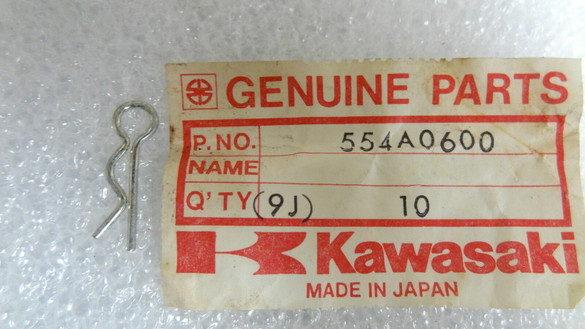 GENUINE PARTS
P.NO. 554A0600
NAME
Q'TY (9J) 10
Kawasaki
MADE IN JAPAN